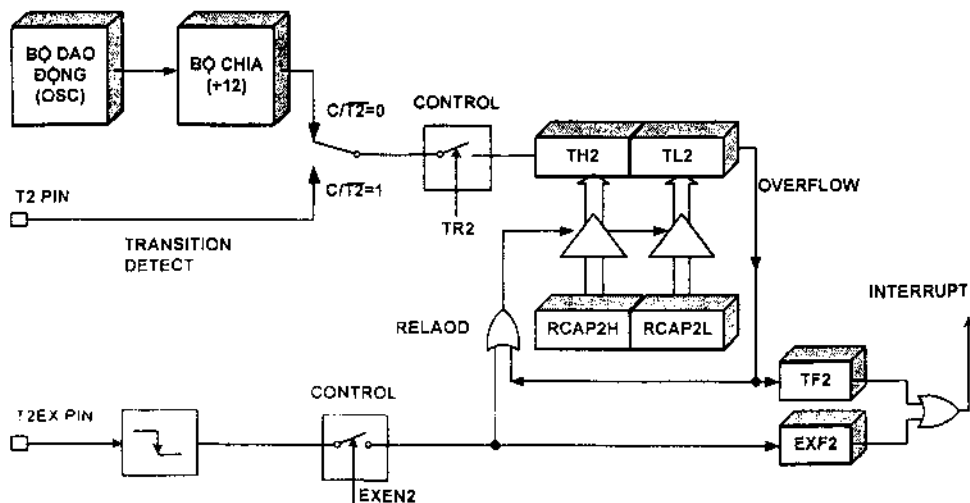 BỘ DAO
ĐỘNG
(OSC)
BỘ CHIA
(÷12)
C/T2=0
CONTROL
TH2
TL2
OVERFLOW
C/T2=1
T2 PIN
TR2
TRANSITION
DETECT
INTERRUPT
RELAOD
RCAP2H
RCAP2L
TF2
CONTROL
T2EX PIN
EXF2
EXEN2